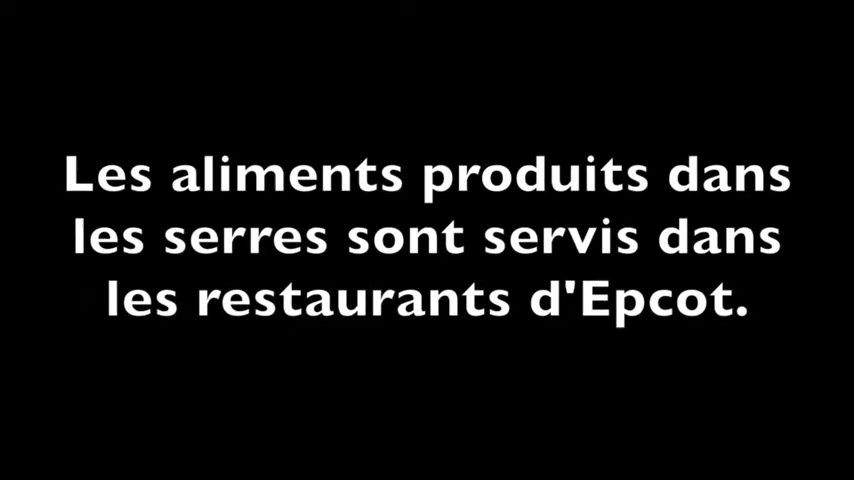 Les aliments produits dans
les serres sont servis dans
les restaurants d'Epcot.